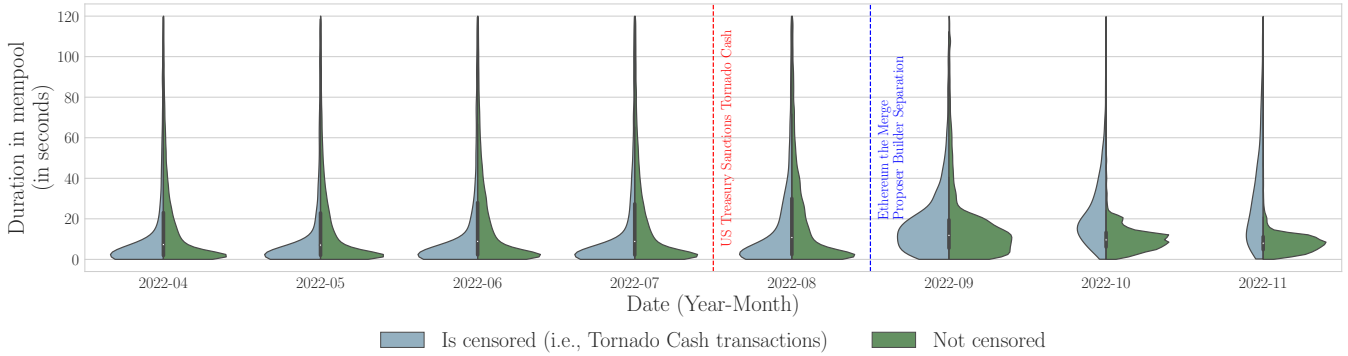 Duration in mempool
(in seconds)
120
100
80
60
40
20
0
US Treasury Sanctions Tornado Cash
Ethereum the Merge
Proposer Builder Separation
2022-04
2022-05
2022-06
2022-07
2022-08
2022-09
2022-10
2022-11
Date (Year-Month)
Is censored (i.e., Tornado Cash transactions)
Not censored